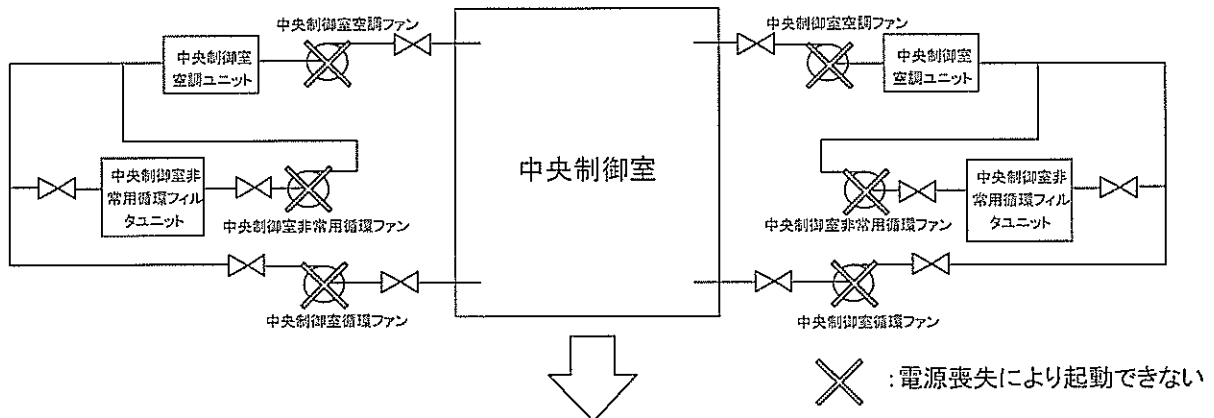 中央制御室空調ファン
中央制御室
空調ユニット
中央制御室非
常用循環フィル
タユニット
中央制御室非常用循環ファン
中央制御室循環ファン
中央制御室
中央制御室空調ファン
中央制御室
空調ユニット
中央制御室非
常用循環フィル
タユニット
中央制御室非常用循環ファン
中央制御室循環ファン
：電源喪失により起動できない